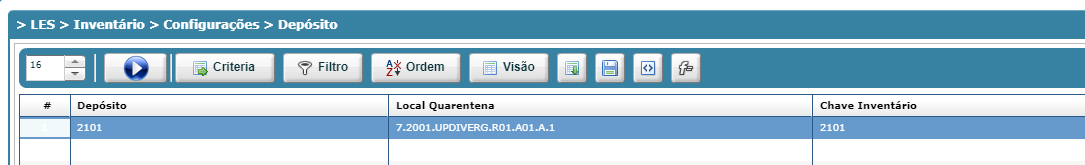 > LES > Inventário > Configurações > Depósito
16 Criteria Filtro Ordem Visão
# Depósito Local Quarentena Chave Inventário
1 2101 7.2001.UPDIVERG.R01.A01.A.1 2101